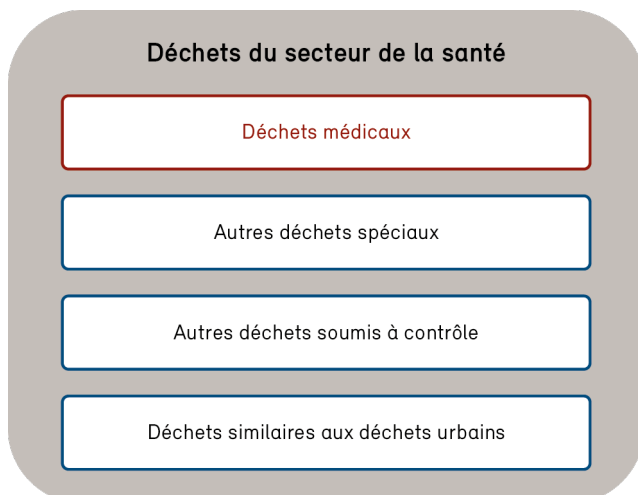 Déchets du secteur de la santé
Déchets médicaux
Autres déchets spéciaux
Autres déchets soumis à contrôle
Déchets similaires aux déchets urbains